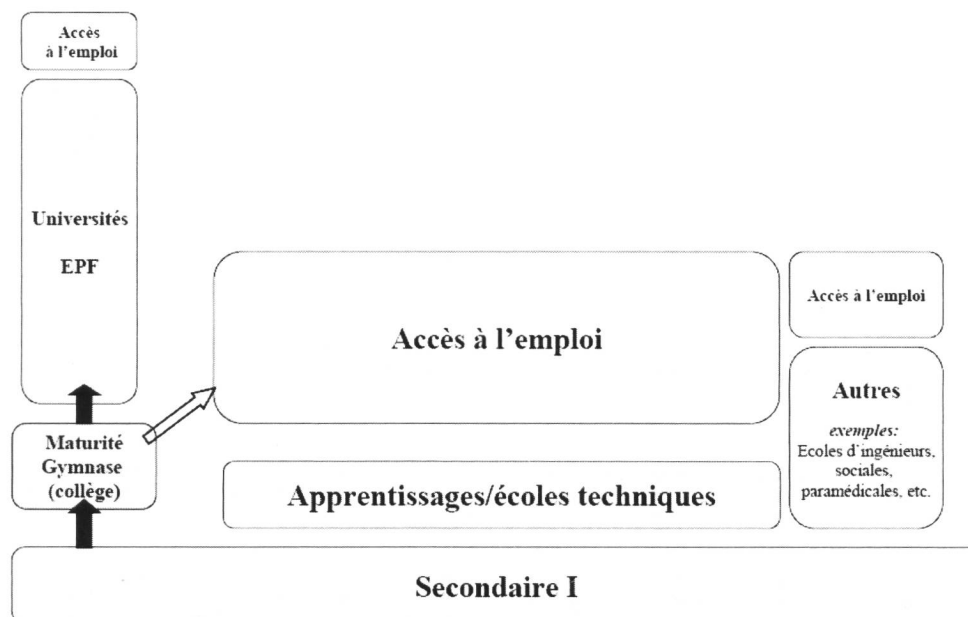 Accès
à l'emploi
Universités
EPF
Accès à l'emploi
Accès à l'emploi
Autres
exemples:
Ecoles d'ingénieurs,
sociales,
paramédicales, etc.
Maturité
Gymnase
(collège)
Apprentissages/écoles techniques
Secondaire I